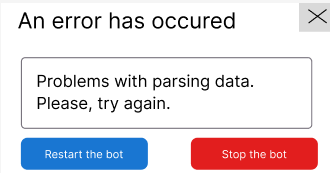 An error has occured
Problems with parsing data.
Please, try again.
Restart the bot
Stop the bot